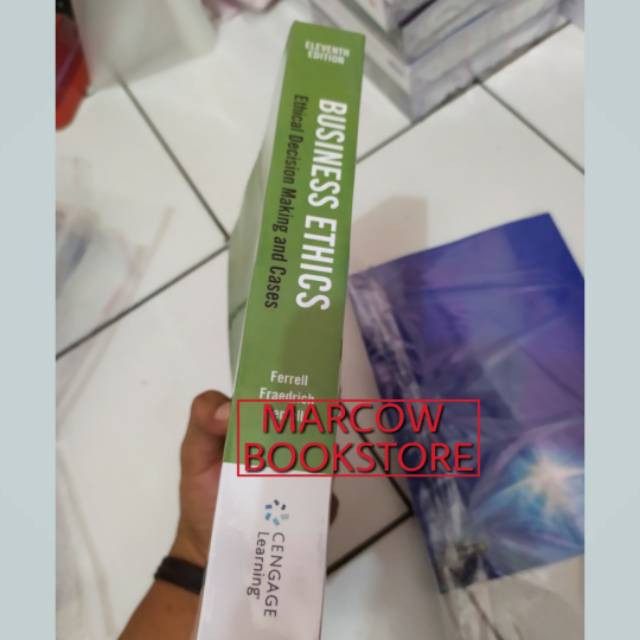 ELEVENTH
EDITION
BUSINESS ETHICS
Ethical Decision Making and Cases
Ferrell
Fraedrich
MARCOW
BOOKSTORE
CENGAGE
Learning®